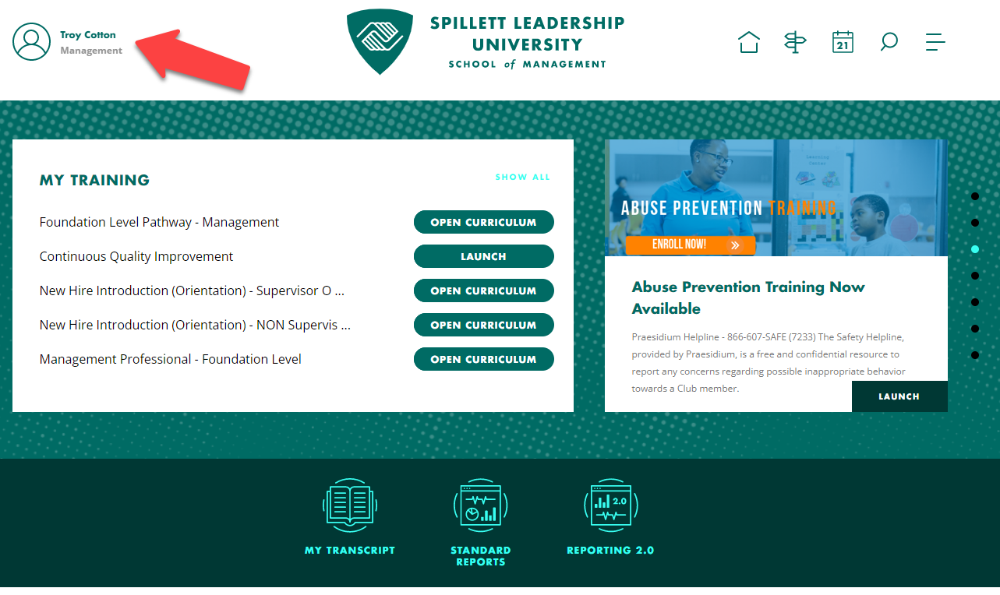 Troy Cotton
Management
SPILLETT LEADERSHIP
UNIVERSITY
SCHOOL of MANAGEMENT
21
MY TRAINING
SHOW ALL
Foundation Level Pathway - Management
OPEN CURRICULUM
Continuous Quality Improvement
LAUNCH
New Hire Introduction (Orientation) - Supervisor O ...
OPEN CURRICULUM
New Hire Introduction (Orientation) - NON Supervis ...
OPEN CURRICULUM
Management Professional - Foundation Level
OPEN CURRICULUM
Learning
Center
ABUSE PREVENTION TRAINING
ENROLL NOW!
Abuse Prevention Training Now
Available
Praesidium Helpline - 866-607-SAFE (7233) The Safety Helpline,
provided by Praesidium, is a free and confidential resource to
report any concerns regarding possible inappropriate behavior
towards a Club member.
LAUNCH
MY TRANSCRIPT
STANDARD
REPORTS
2.0
REPORTING 2.0